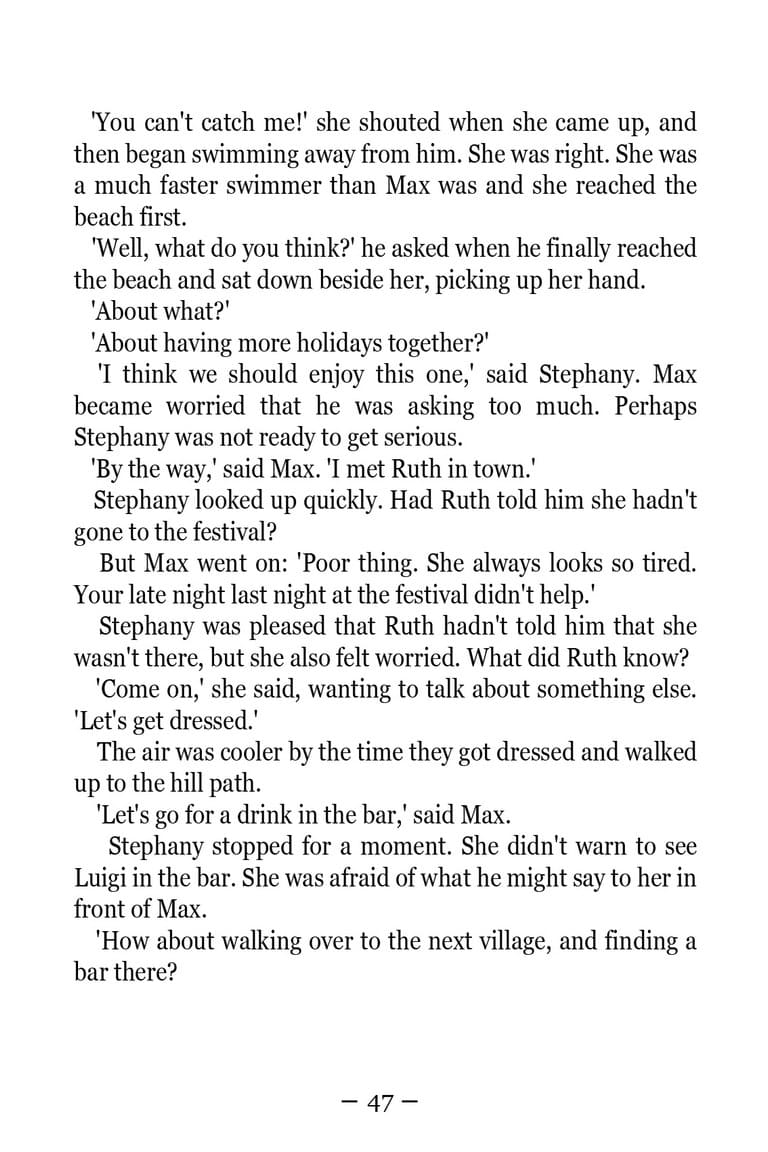 'You can't catch me!' she shouted when she came up, and
then began swimming away from him. She was right. She was
a much faster swimmer than Max was and she reached the
beach first.
'Well, what do you think?' he asked when he finally reached
the beach and sat down beside her, picking up her hand.
'About what?'
'About having more holidays together?'
'I think we should enjoy this one,' said Stephany. Max
became worried that he was asking too much. Perhaps
Stephany was not ready to get serious.
'By the way,' said Max. 'I met Ruth in town.'
Stephany looked up quickly. Had Ruth told him she hadn't
gone to the festival?
But Max went on: 'Poor thing. She always looks so tired.
Your late night last night at the festival didn't help.'
Stephany was pleased that Ruth hadn't told him that she
wasn't there, but she also felt worried. What did Ruth know?
'Come on,' she said, wanting to talk about something else.
'Let's get dressed.'
The air was cooler by the time they got dressed and walked
up to the hill path.
'Let's go for a drink in the bar,' said Max.
Stephany stopped for a moment. She didn't warn to see
Luigi in the bar. She was afraid of what he might say to her in
front of Max.
'How about walking over to the next village, and finding a
bar there?
– 47 –